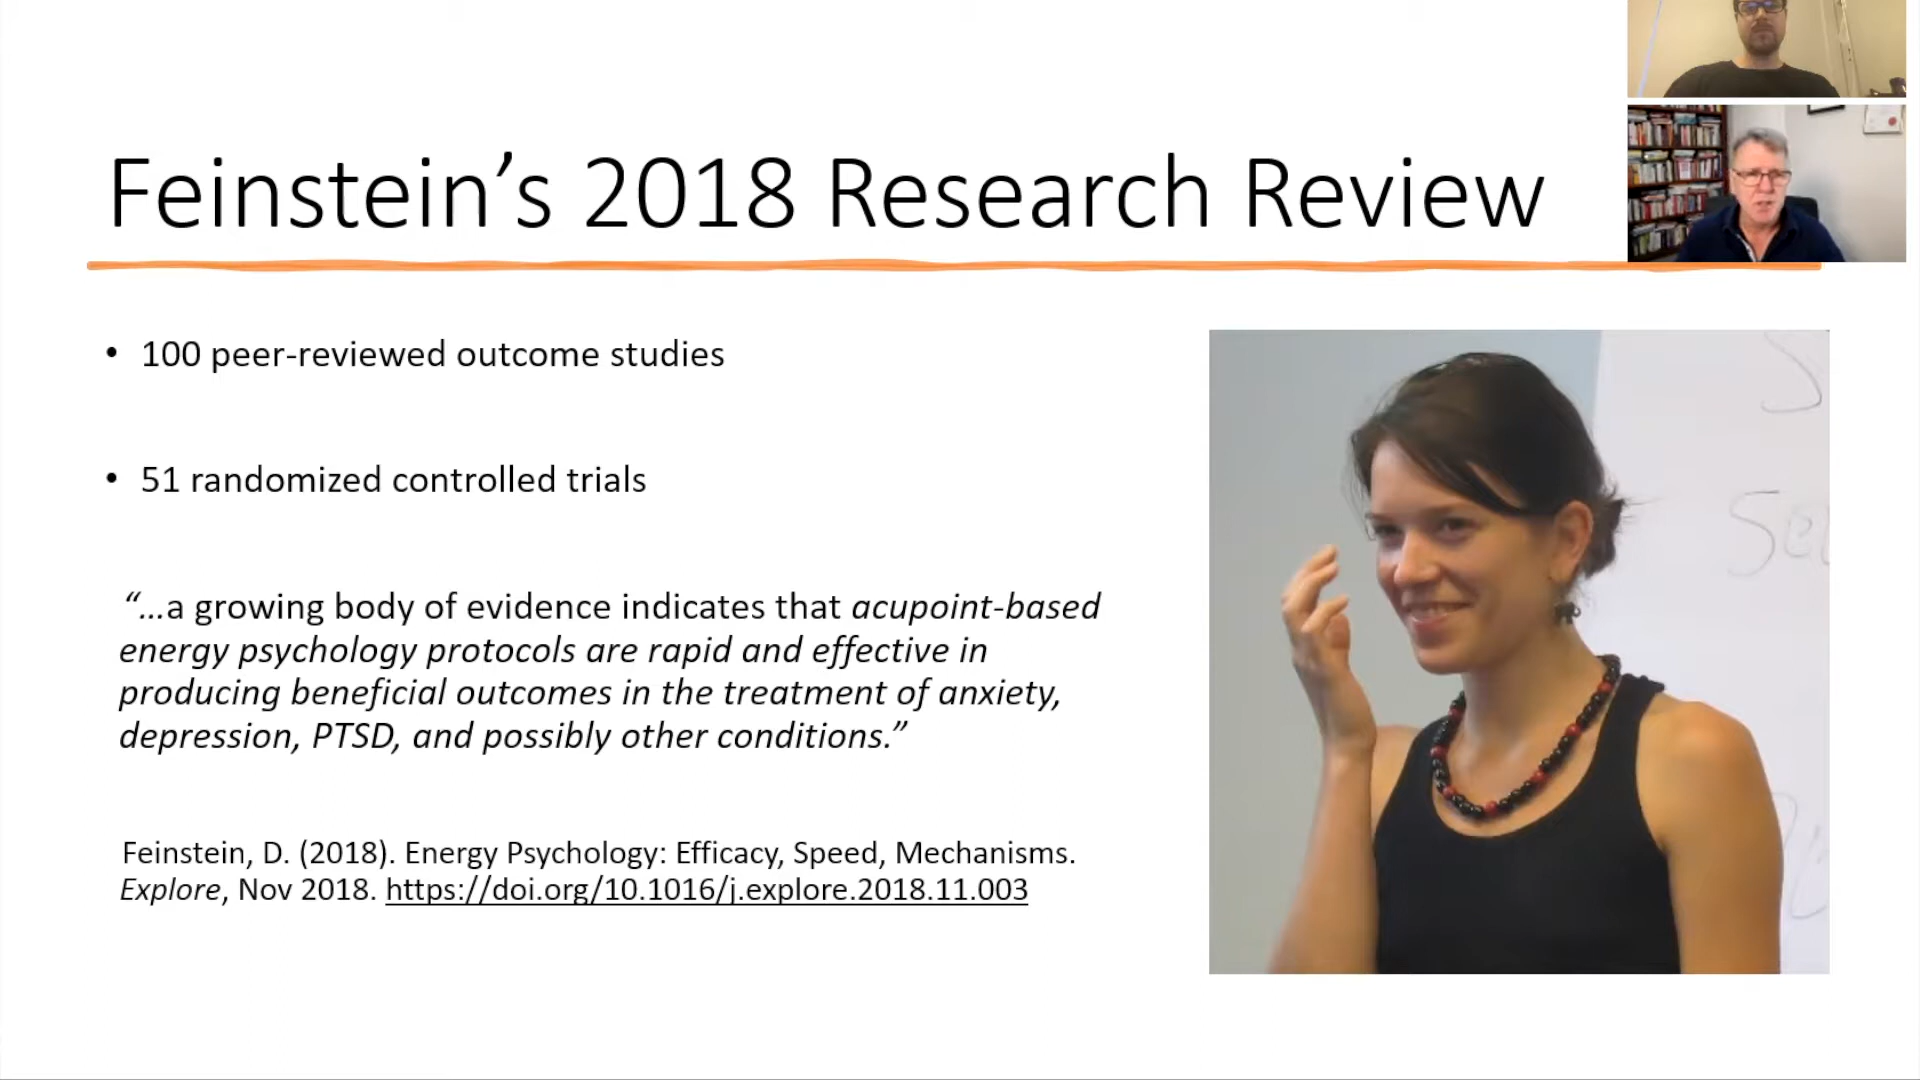 Feinstein’s 2018 Research Review
• 100 peer-reviewed outcome studies
• 51 randomized controlled trials
“…a growing body of evidence indicates that acupoint-based
energy psychology protocols are rapid and effective in
producing beneficial outcomes in the treatment of anxiety,
depression, PTSD, and possibly other conditions.”
Feinstein, D. (2018). Energy Psychology: Efficacy, Speed, Mechanisms.
Explore, Nov 2018. https://doi.org/10.1016/j.explore.2018.11.003